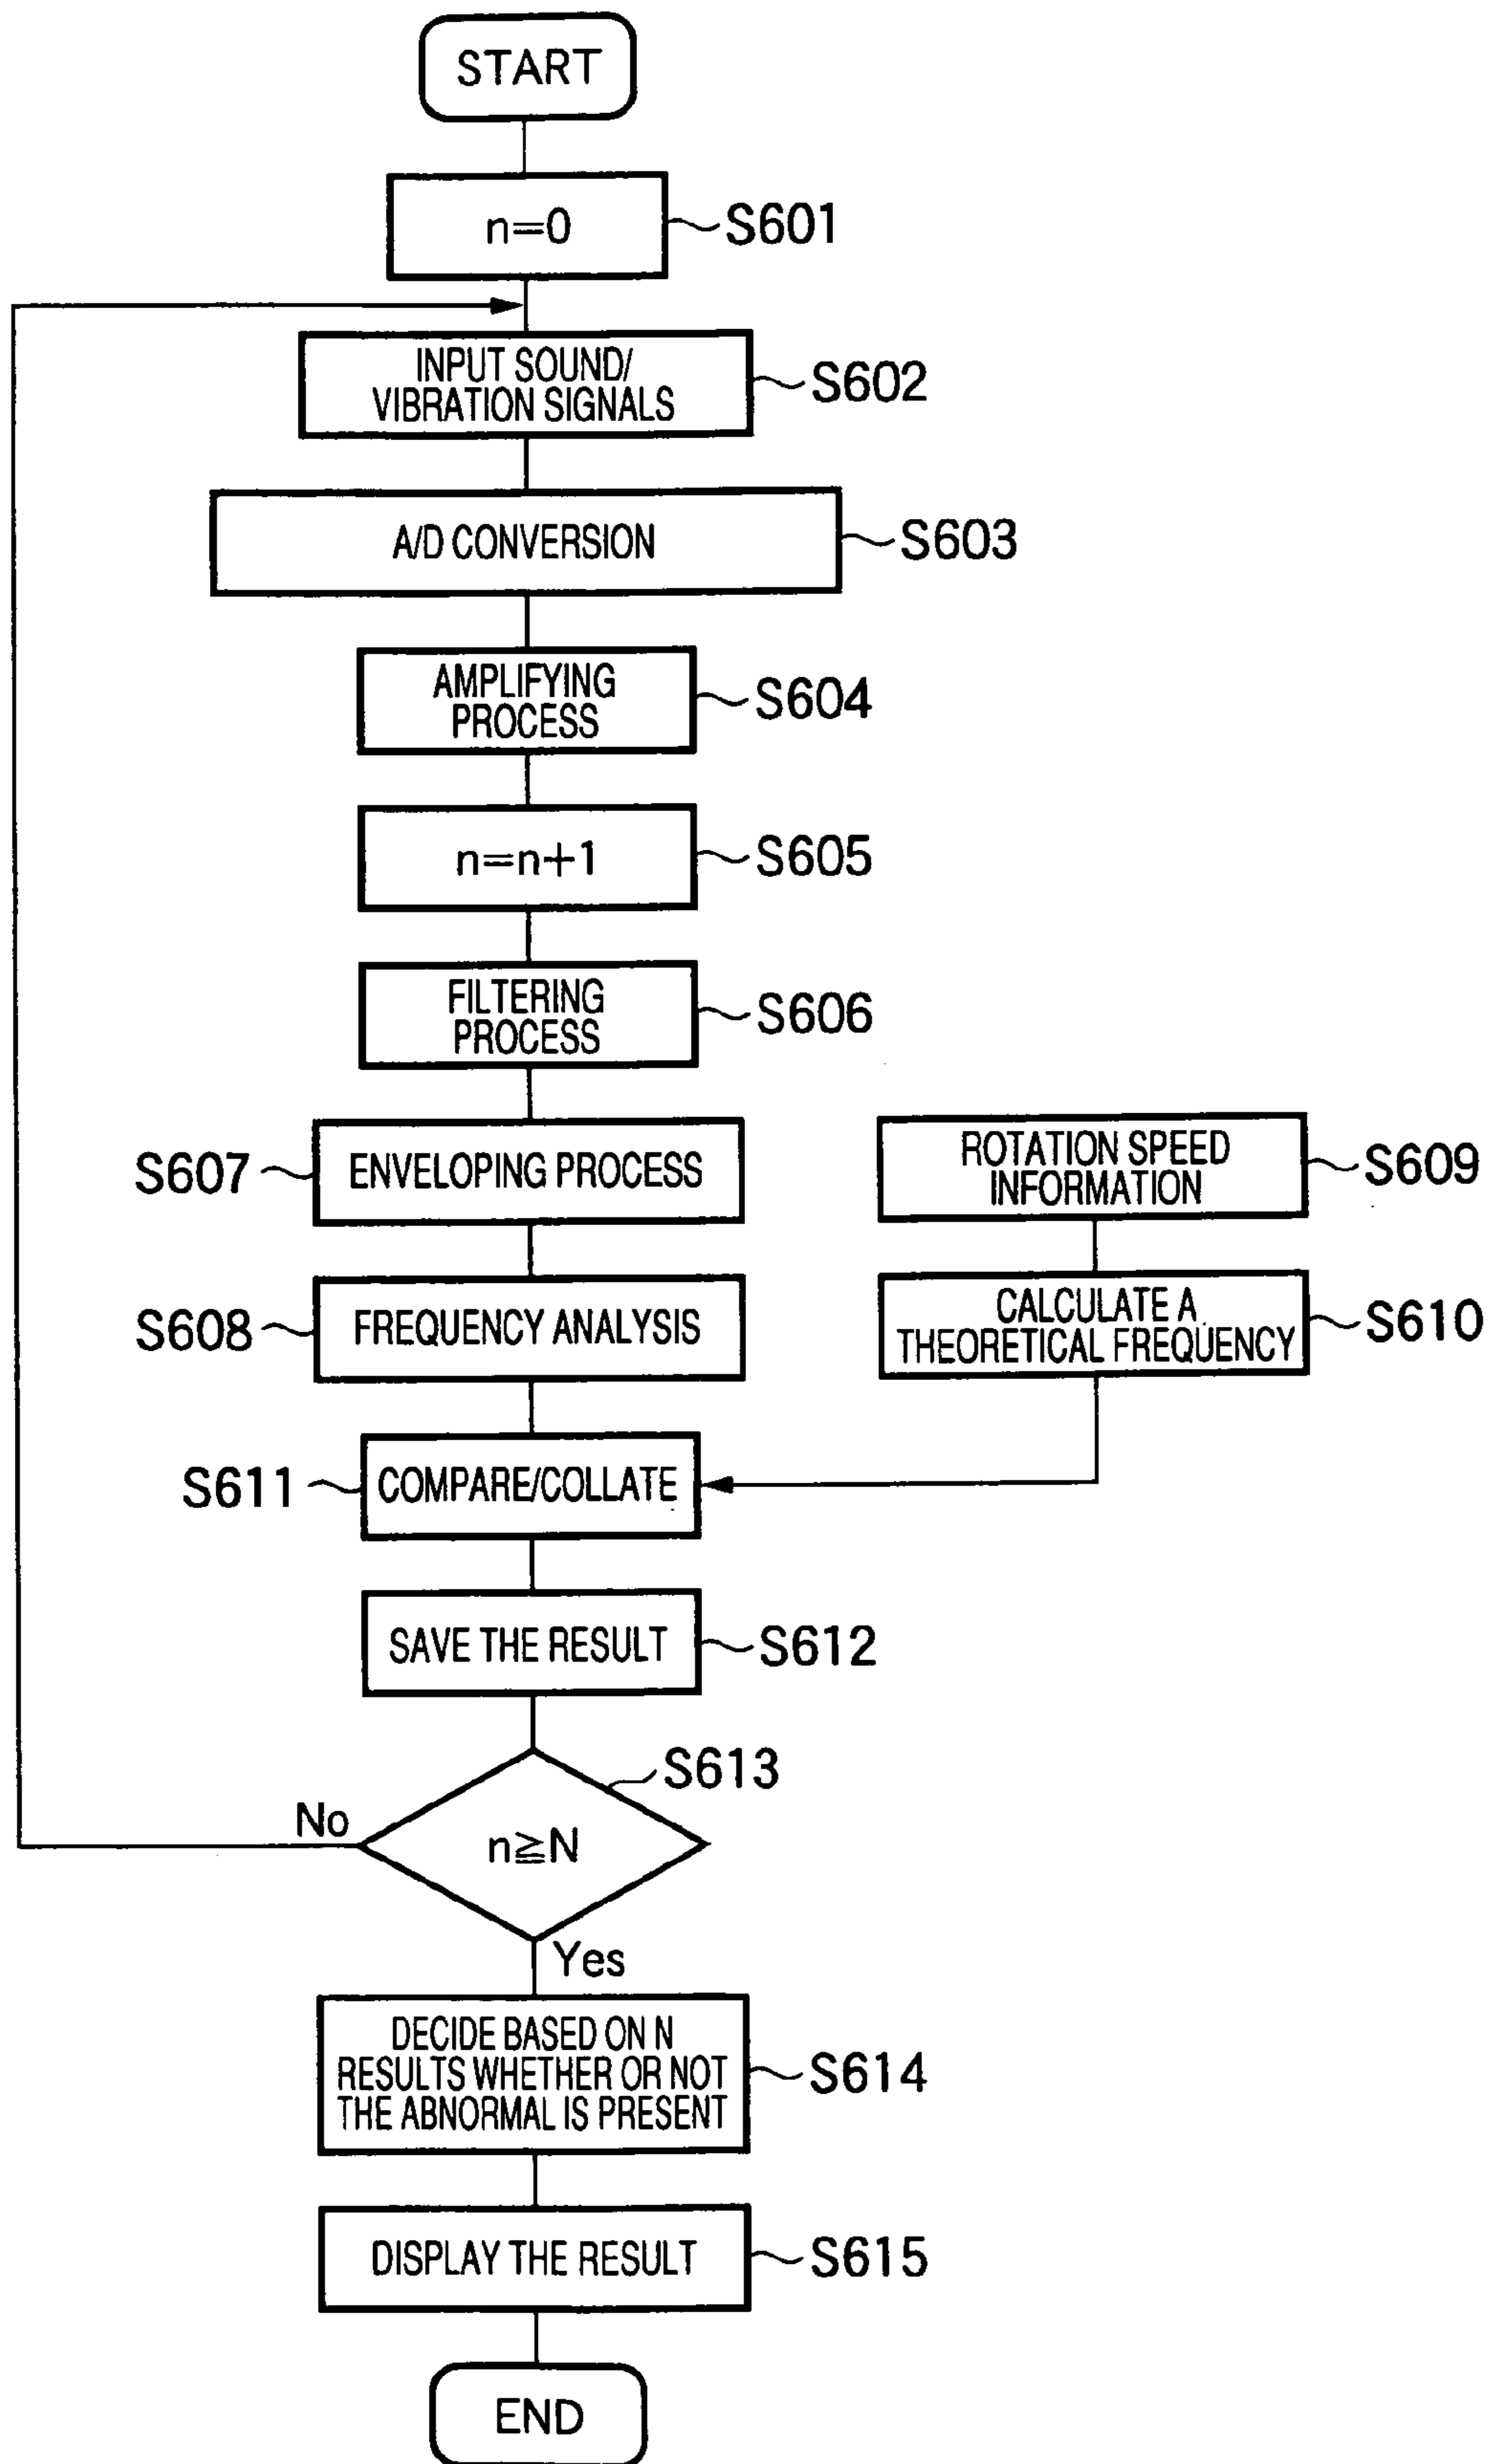 START
n=0
S601
INPUT SOUND/
VIBRATION SIGNALS
S602
A/D CONVERSION
S603
AMPLIFYING
PROCESS
S604
n=n+1
S605
FILTERING
PROCESS
S606
S607
ENVELOPING PROCESS
ROTATION SPEED
INFORMATION
S609
S608
FREQUENCY ANALYSIS
CALCULATE A
THEORETICAL FREQUENCY
S610
S611
COMPARE/COLLATE
SAVE THE RESULT
S612
S613
No
n≧N
Yes
DECIDE BASED ON N
RESULTS WHETHER OR NOT
THE ABNORMAL IS PRESENT
S614
DISPLAY THE RESULT
S615
END